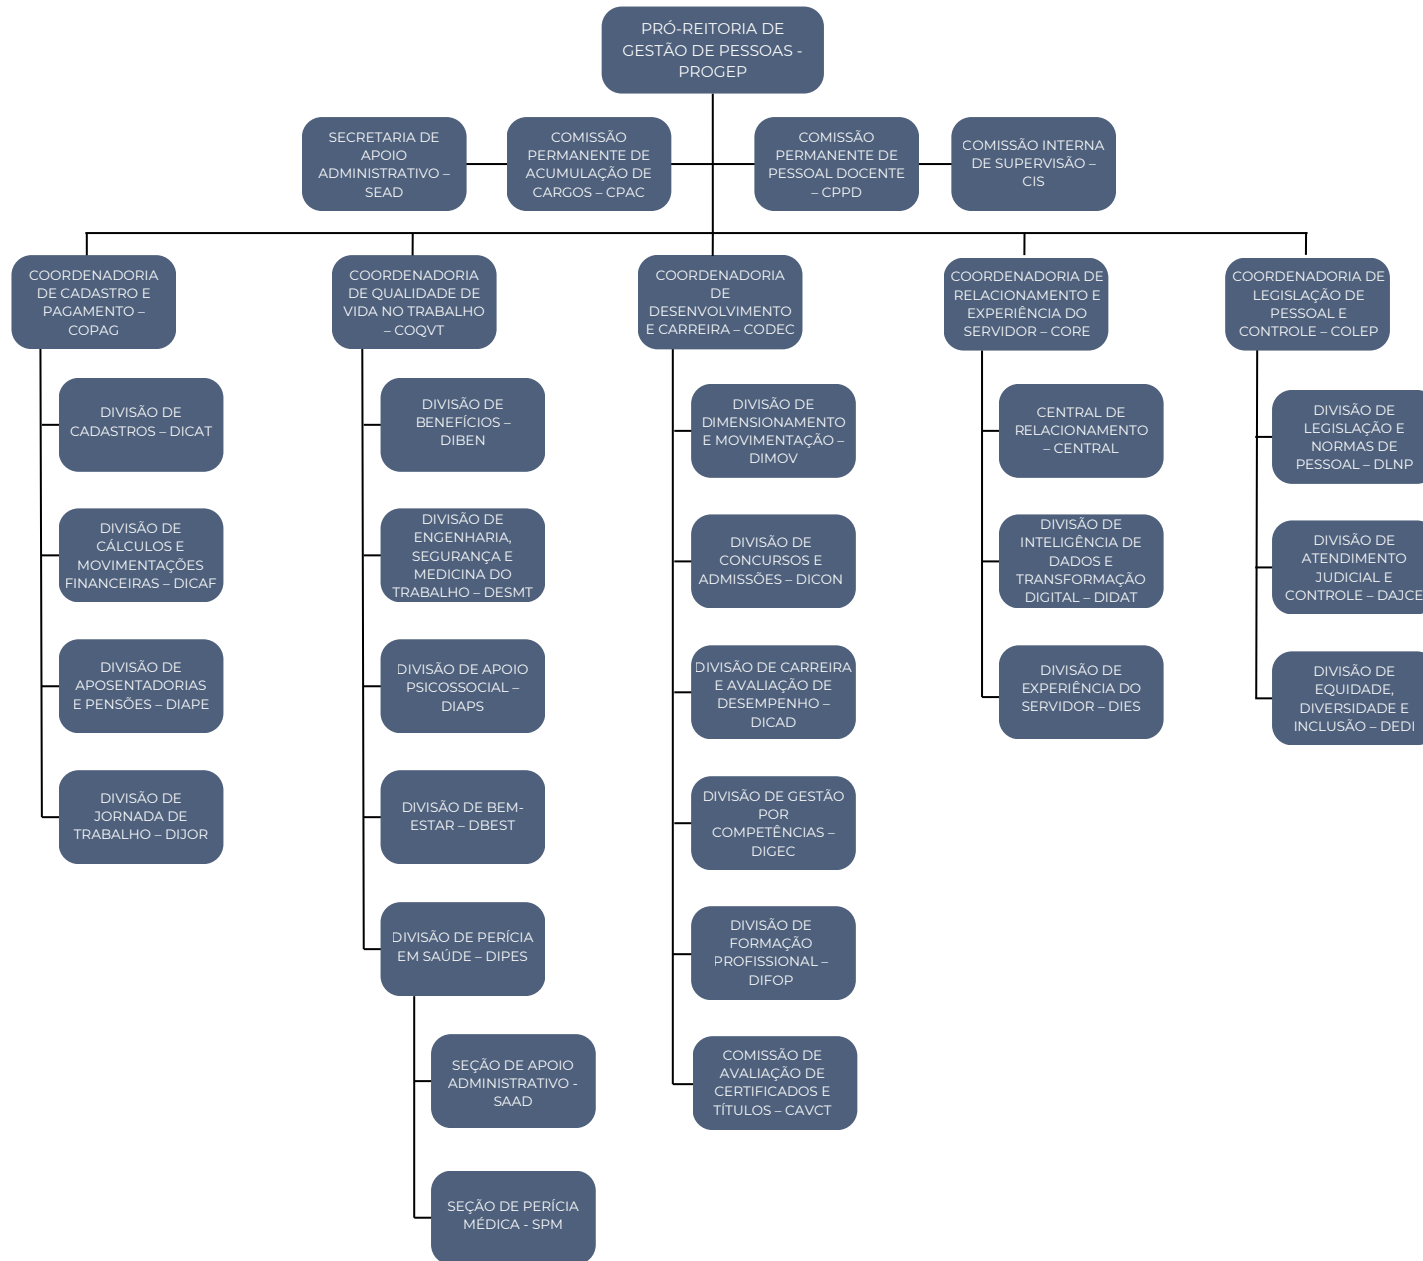 PRÓ-REITORIA DE
GESTÃO DE PESSOAS -
PROGEP
SECRETARIA DE
APOIO
ADMINISTRATIVO –
SEAD
COMISSÃO
PERMANENTE DE
ACUMULAÇÃO DE
CARGOS – CPAC
COMISSÃO
PERMANENTE DE
PESSOAL DOCENTE
– CPPD
COMISSÃO INTERNA
DE SUPERVISÃO –
CIS
COORDENADORIA
DE CADASTRO E
PAGAMENTO –
COPAG
DIVISÃO DE
CADASTROS – DICAT
DIVISÃO DE
CÁLCULOS E
MOVIMENTAÇÕES
FINANCEIRAS – DICAF
DIVISÃO DE
APOSENTADORIAS
E PENSÕES – DIAPE
DIVISÃO DE
JORNADA DE
TRABALHO – DIJOR
COORDENADORIA
DE QUALIDADE DE
VIDA NO TRABALHO
– COQVT
DIVISÃO DE
BENEFÍCIOS –
DIBEN
DIVISÃO DE
ENGENHARIA,
SEGURANÇA E
MEDICINA DO
TRABALHO – DESMT
DIVISÃO DE APOIO
PSICOSSOCIAL –
DIAPS
DIVISÃO DE BEM-
ESTAR – DBEST
DIVISÃO DE PERÍCIA
EM SAÚDE – DIPES
SEÇÃO DE APOIO
ADMINISTRATIVO -
SAAD
SEÇÃO DE PERÍCIA
MÉDICA - SPM
COORDENADORIA
DE
DESENVOLVIMENTO
E CARREIRA – CODEC
DIVISÃO DE
DIMENSIONAMENTO
E MOVIMENTAÇÃO –
DIMOV
DIVISÃO DE
CONCURSOS E
ADMISSÕES – DICON
DIVISÃO DE CARREIRA
E AVALIAÇÃO DE
DESEMPENHO –
DICAD
DIVISÃO DE GESTÃO
POR
COMPETÊNCIAS –
DIGEC
DIVISÃO DE
FORMAÇÃO
PROFISSIONAL –
DIFOP
COMISSÃO DE
AVALIAÇÃO DE
CERTIFICADOS E
TÍTULOS – CAVCT
COORDENADORIA DE
RELACIONAMENTO E
EXPERIÊNCIA DO
SERVIDOR – CORE
CENTRAL DE
RELACIONAMENTO
– CENTRAL
DIVISÃO DE
INTELIGÊNCIA DE
DADOS E
TRANSFORMAÇÃO
DIGITAL – DIDAT
DIVISÃO DE
EXPERIÊNCIA DO
SERVIDOR – DIES
COORDENADORIA DE
LEGISLAÇÃO DE
PESSOAL E
CONTROLE – COLEP
DIVISÃO DE
LEGISLAÇÃO E
NORMAS DE
PESSOAL – DLNP
DIVISÃO DE
ATENDIMENTO
JUDICIAL E
CONTROLE – DAJCE
DIVISÃO DE
EQUIDADE,
DIVERSIDADE E
INCLUSÃO – DEDI